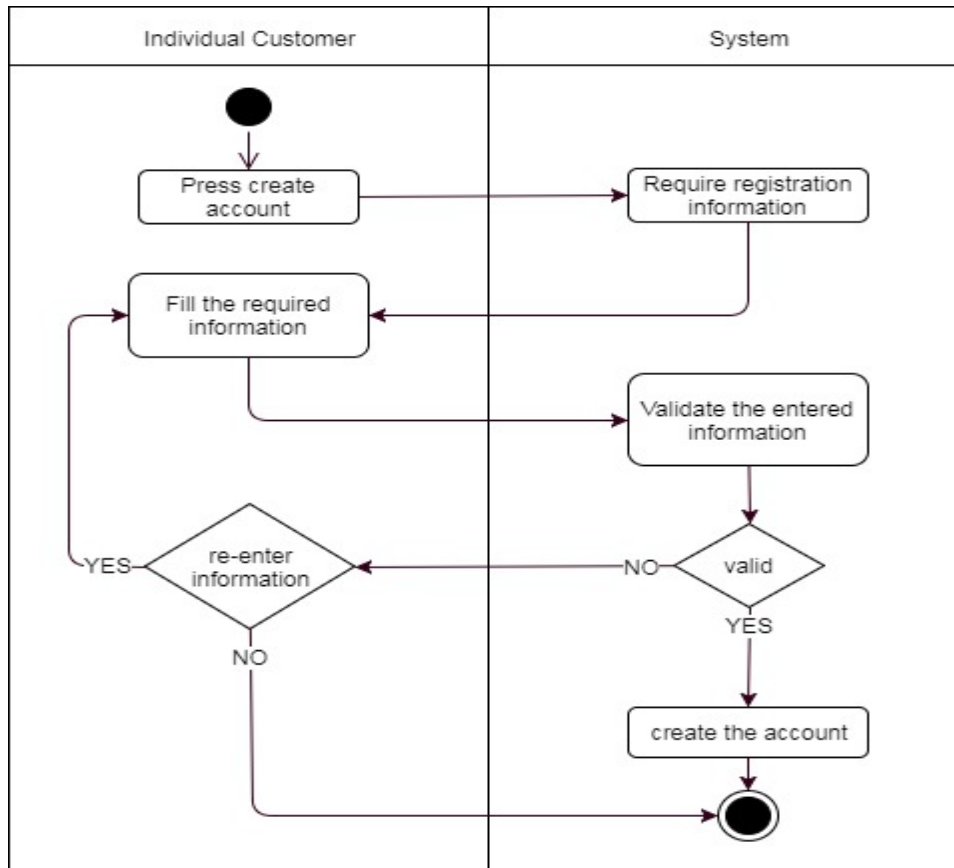 Individual Customer
System
Press create
account
Require registration
information
Fill the required
information
Validate the entered
information
re-enter
information
YES
NO
valid
YES
NO
create the account